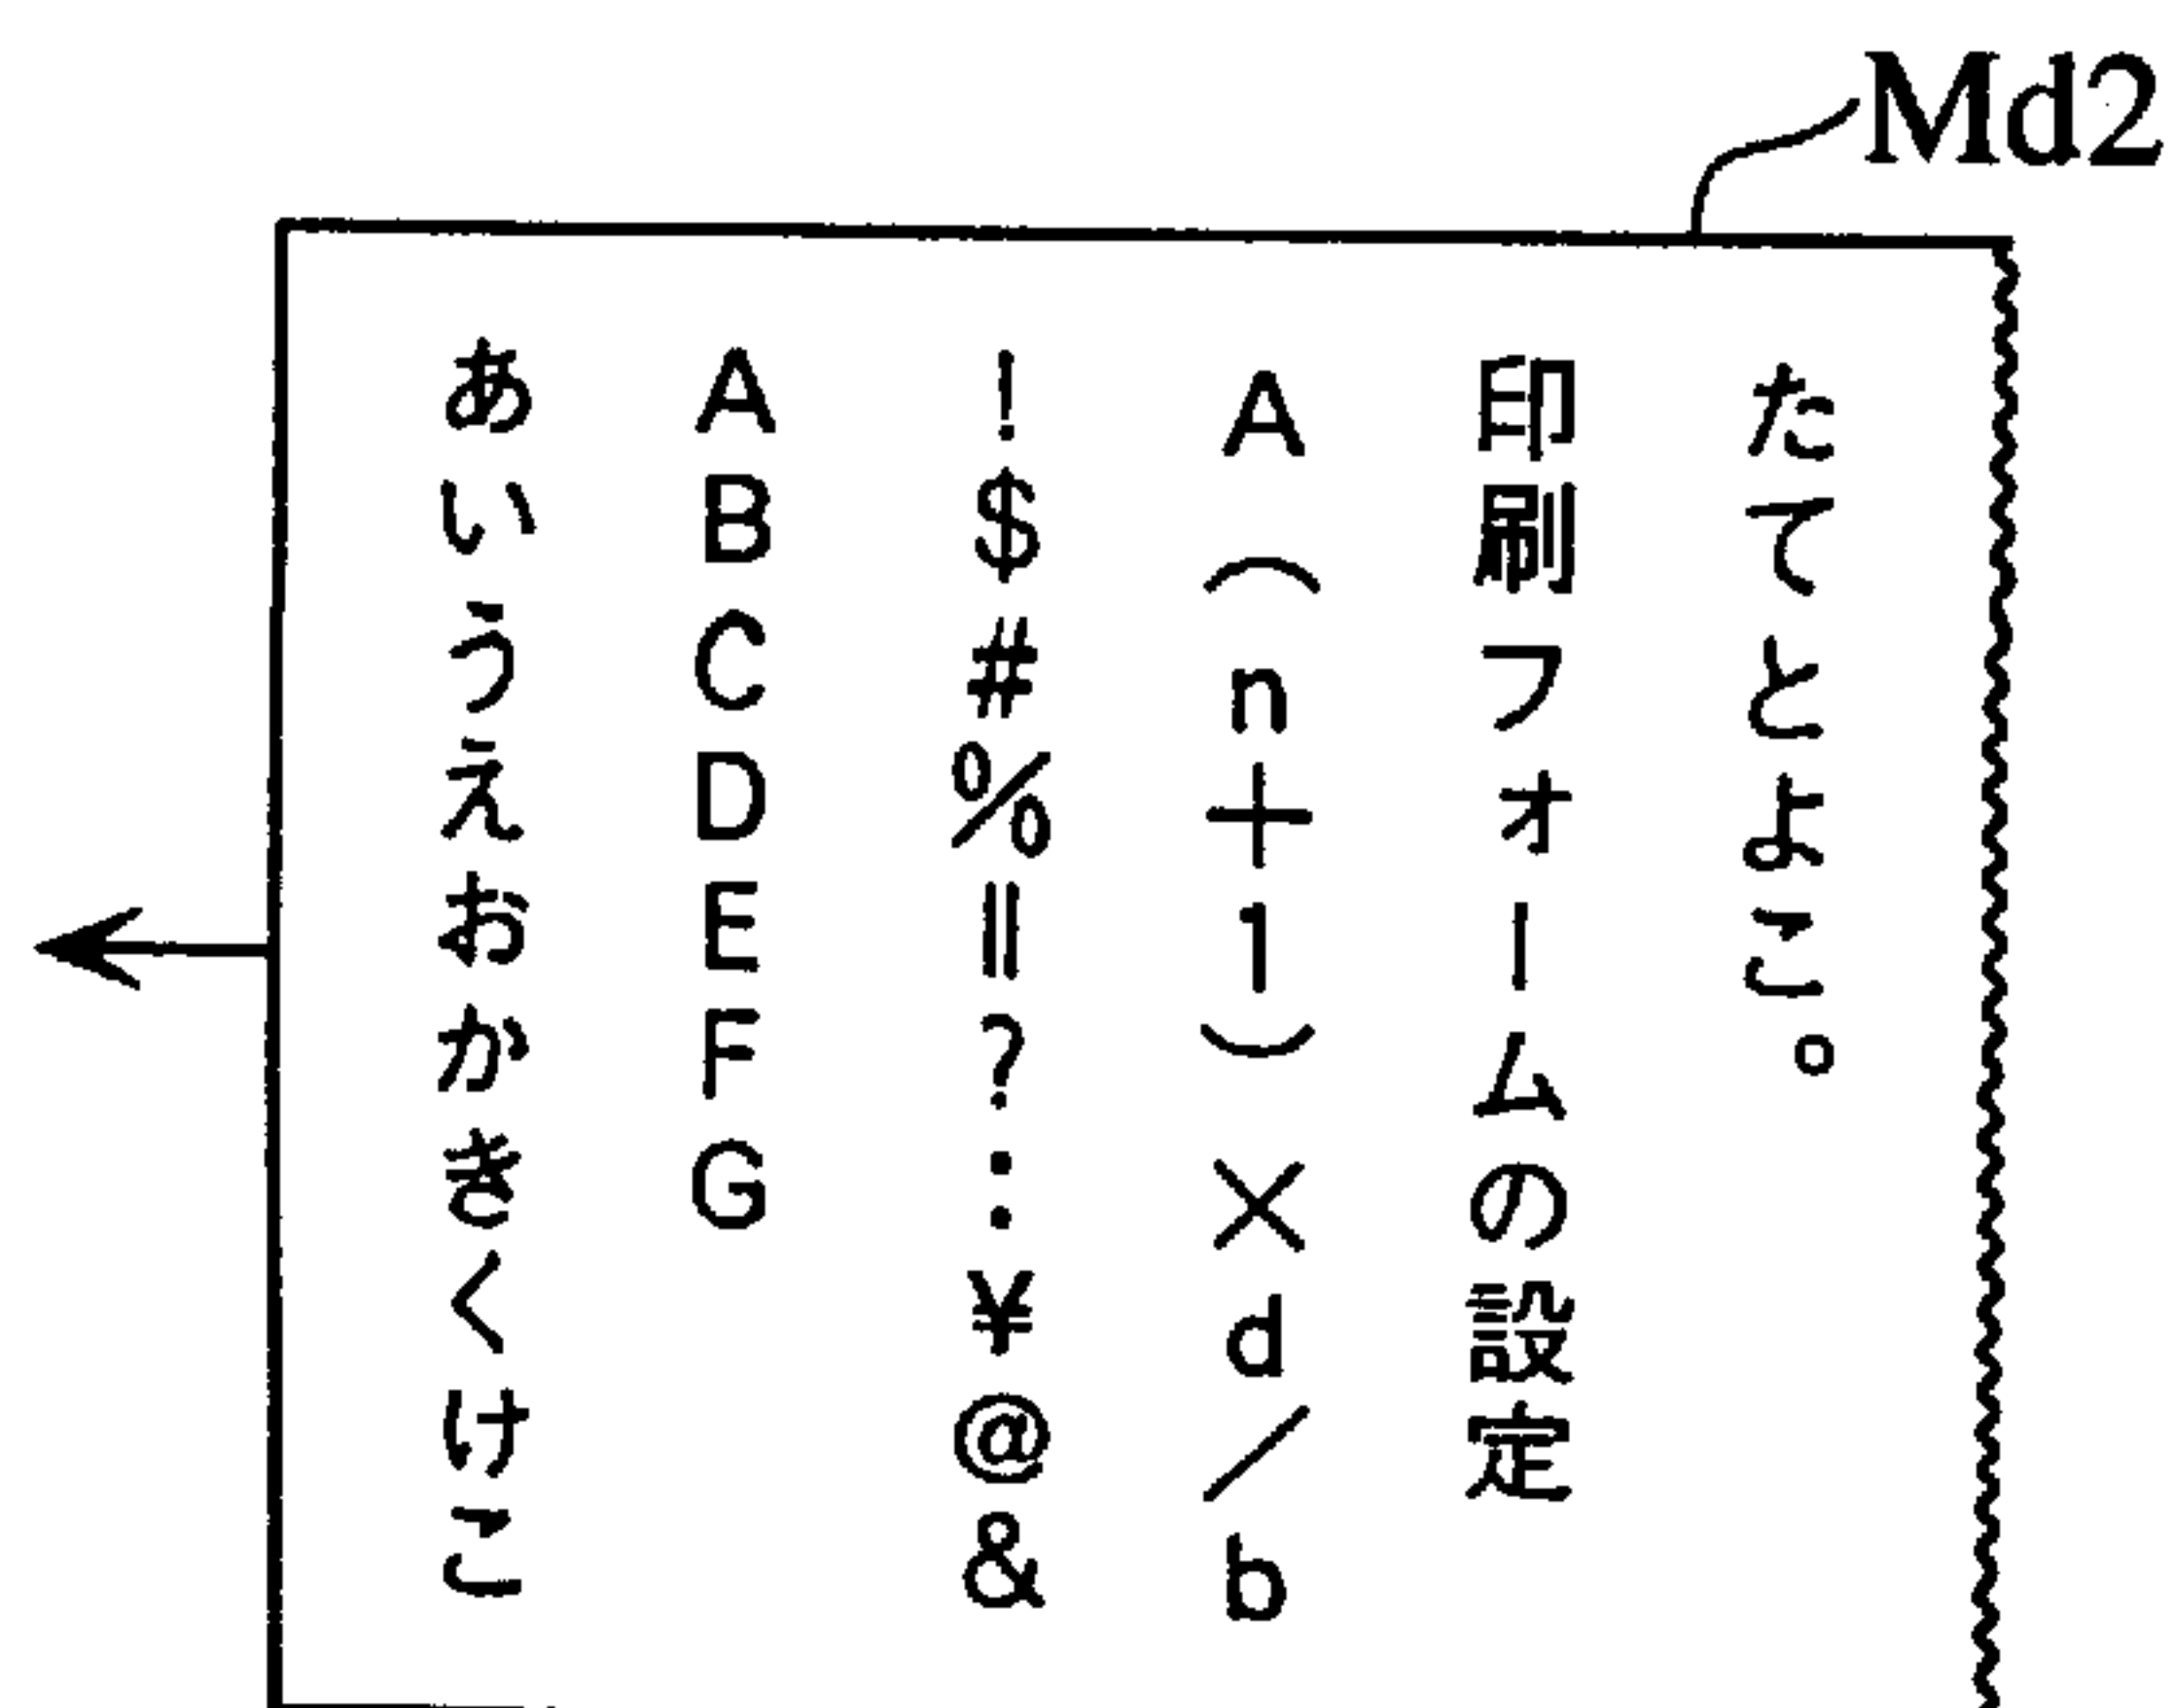 Md2
たてとよこ。
印刷フォームの設定
A(n+1)×d/b
!$#%=?:¥@&
ABCDEFG
あいうえおかきくけこ